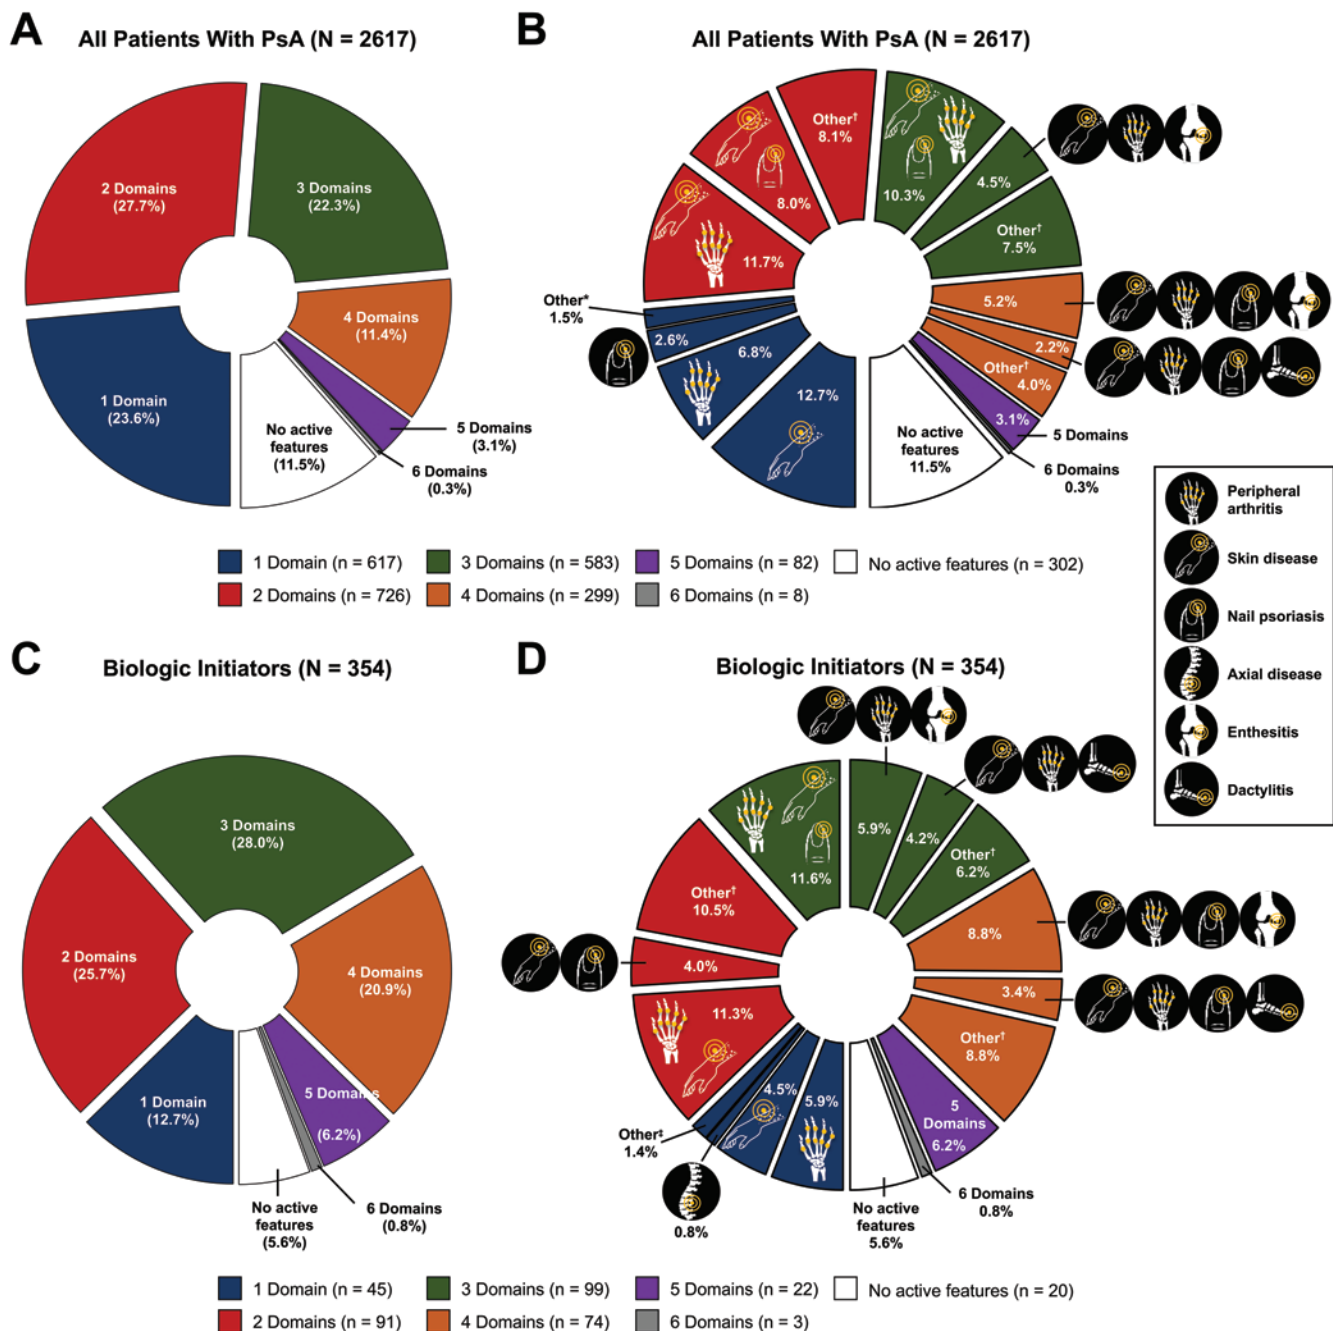 A
All Patients With PsA (N = 2617)
2 Domains
(27.7%)
3 Domains
(22.3%)
4 Domains
(11.4%)
1 Domain
(23.6%)
No active
features
(11.5%)
5 Domains
(3.1%)
6 Domains
(0.3%)
B
All Patients With PsA (N = 2617)
Other†
8.1%
10.3%
4.5%
Other†
7.5%
8.0%
11.7%
Other*
1.5%
2.6%
6.8%
12.7%
5.2%
2.2%
Other†
4.0%
3.1%
5 Domains
No active
features
11.5%
6 Domains
0.3%
1 Domain (n = 617)
3 Domains (n = 583)
5 Domains (n = 82)
No active features (n = 302)
2 Domains (n = 726)
4 Domains (n = 299)
6 Domains (n = 8)
Peripheral
arthritis
Skin disease
Nail psoriasis
Axial disease
Enthesitis
Dactylitis
C
Biologic Initiators (N = 354)
3 Domains
(28.0%)
2 Domains
(25.7%)
4 Domains
(20.9%)
1 Domain
(12.7%)
5 Domains
(6.2%)
No active
features
(5.6%)
6 Domains
(0.8%)
D
Biologic Initiators (N = 354)
11.6%
5.9%
4.2%
Other†
6.2%
Other†
10.5%
8.8%
4.0%
3.4%
11.3%
Other†
8.8%
4.5%
5.9%
5
Domains
6.2%
Other‡
1.4%
0.8%
No active
features
5.6%
6 Domains
0.8%
1 Domain (n = 45)
3 Domains (n = 99)
5 Domains (n = 22)
No active features (n = 20)
2 Domains (n = 91)
4 Domains (n = 74)
6 Domains (n = 3)